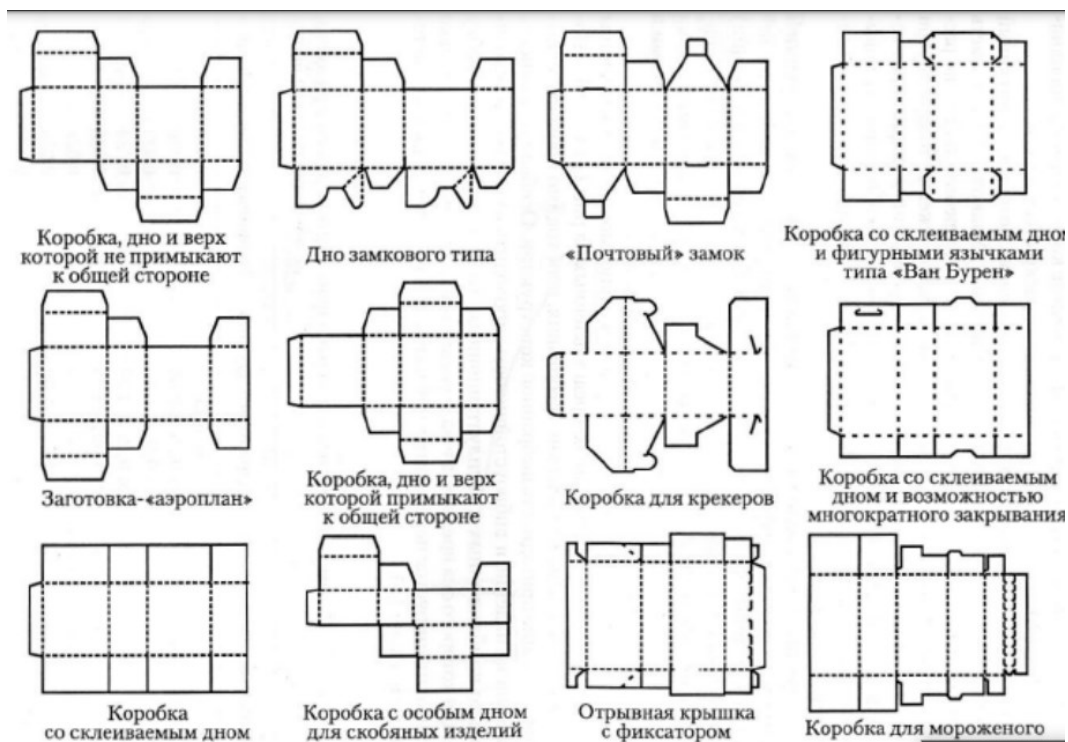 Коробка, дно и верх
которой не примыкают
к общей стороне
Дно замкового типа
«Почтовый» замок
Коробка со склеиваемым дном
и фигурными язычками
типа «Ван Бурен»
Заготовка-«аэроплан»
Коробка, дно и верх
которой примыкают
к общей стороне
Коробка для крекеров
Коробка со склеиваемым
дном и возможностью
многократного закрывания
Коробка
со склеиваемым дном
Коробка с особым дном
для скобяных изделий
Отрывная крышка
с фиксатором
Коробка для мороженого